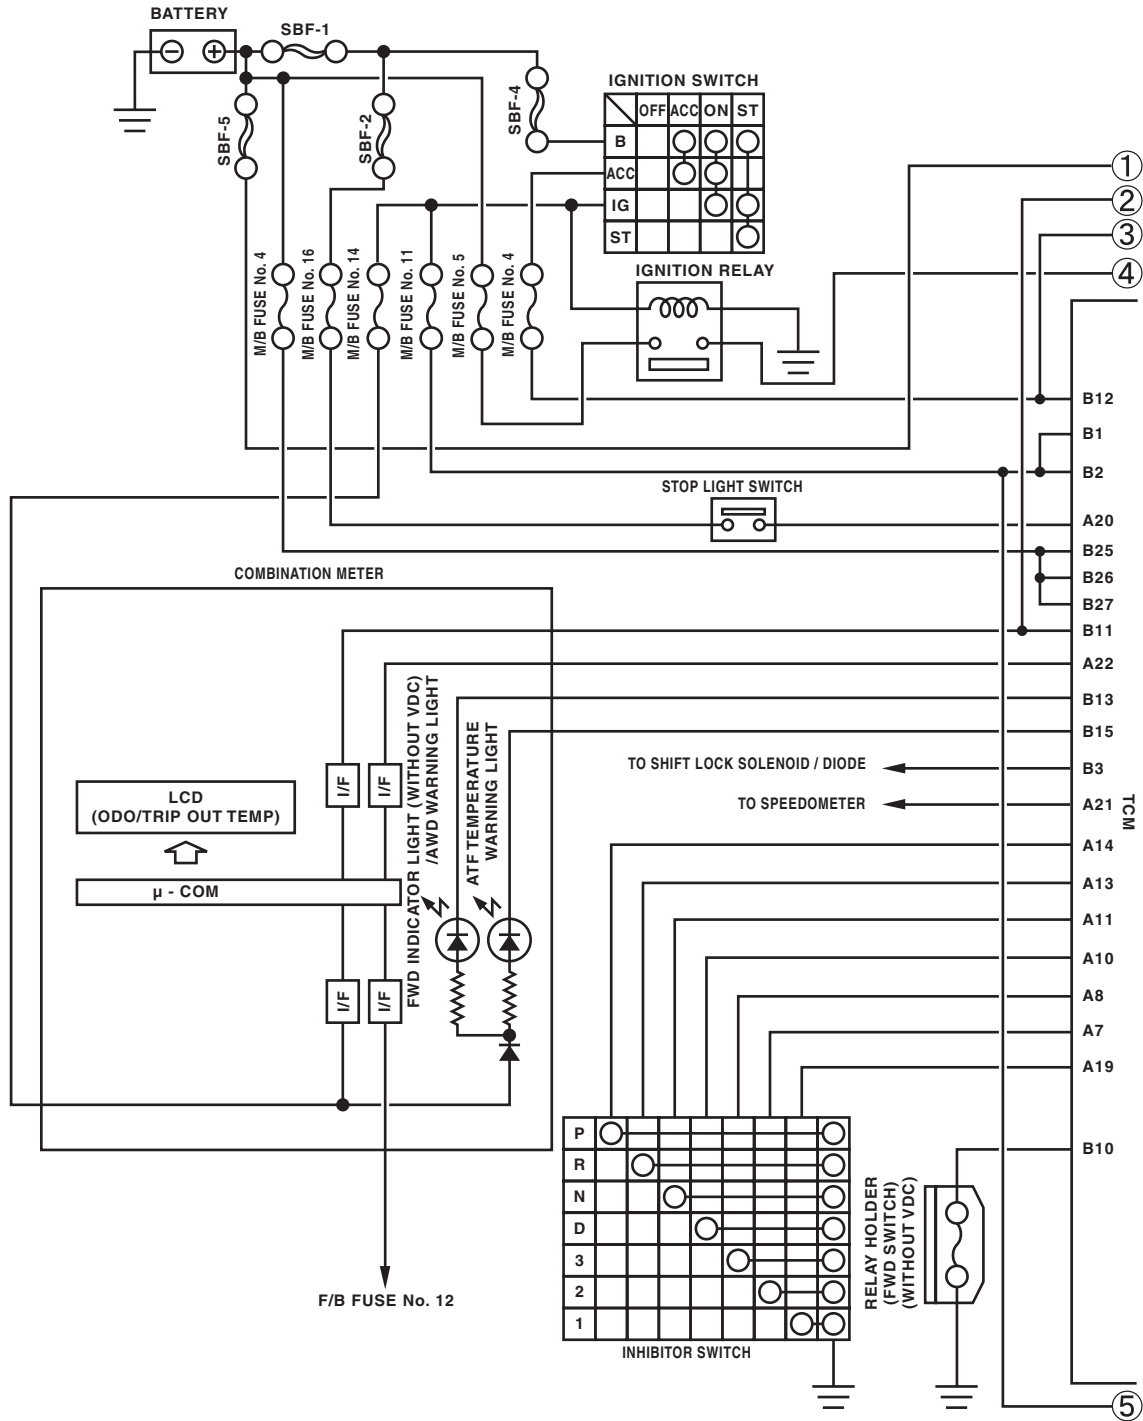 BATTERY
SBF-1
SBF-5
SBF-2
SBF-4
IGNITION SWITCH
OFF ACC ON ST
B
ACC
IG
ST
IGNITION RELAY
M/B FUSE No. 4
M/B FUSE No. 16
M/B FUSE No. 14
M/B FUSE No. 11
M/B FUSE No. 5
M/B FUSE No. 4
1
2
3
4
B12
B1
B2
STOP LIGHT SWITCH
A20
B25
B26
B27
B11
A22
B13
B15
B3
A21
A14
A13
A11
A10
A8
A7
A19
B10
TCM
COMBINATION METER
LCD
(ODO/TRIP OUT TEMP)
µ - COM
I/F
I/F
I/F
I/F
FWD INDICATOR LIGHT (WITHOUT VDC)
/AWD WARNING LIGHT
ATF TEMPERATURE
WARNING LIGHT
TO SHIFT LOCK SOLENOID / DIODE
TO SPEEDOMETER
F/B FUSE No. 12
P
R
N
D
3
2
1
INHIBITOR SWITCH
RELAY HOLDER
(FWD SWITCH)
(WITHOUT VDC)
5